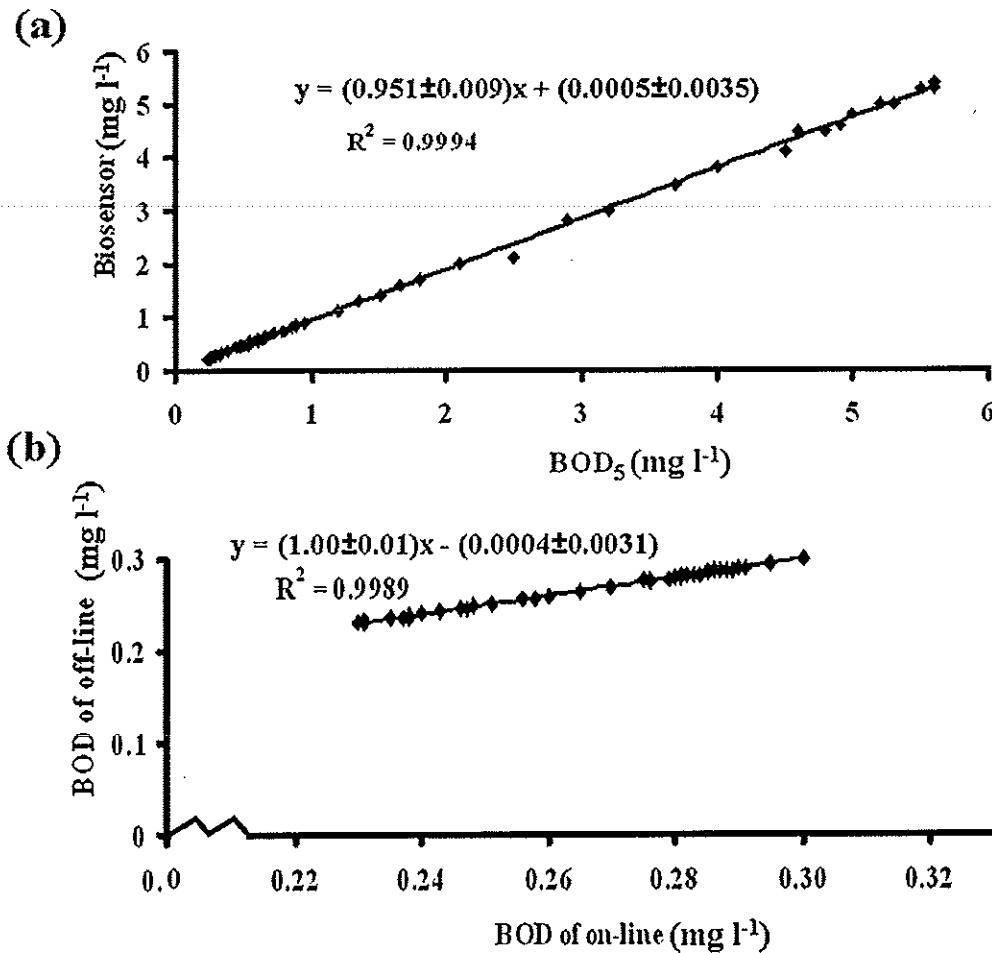 (a)
6
5
4
3
2
1
0
Biosensor (mg l⁻¹)
y = (0.951±0.009)x + (0.0005±0.0035)
R² = 0.9994
0 1 2 3 4 5 6
BOD₅ (mg l⁻¹)
(b)
0.3
0.2
0.1
0
BOD of off-line (mg l⁻¹)
y = (1.00±0.01)x - (0.0004±0.0031)
R² = 0.9989
0.0 0.22 0.24 0.26 0.28 0.30 0.32
BOD of on-line (mg l⁻¹)